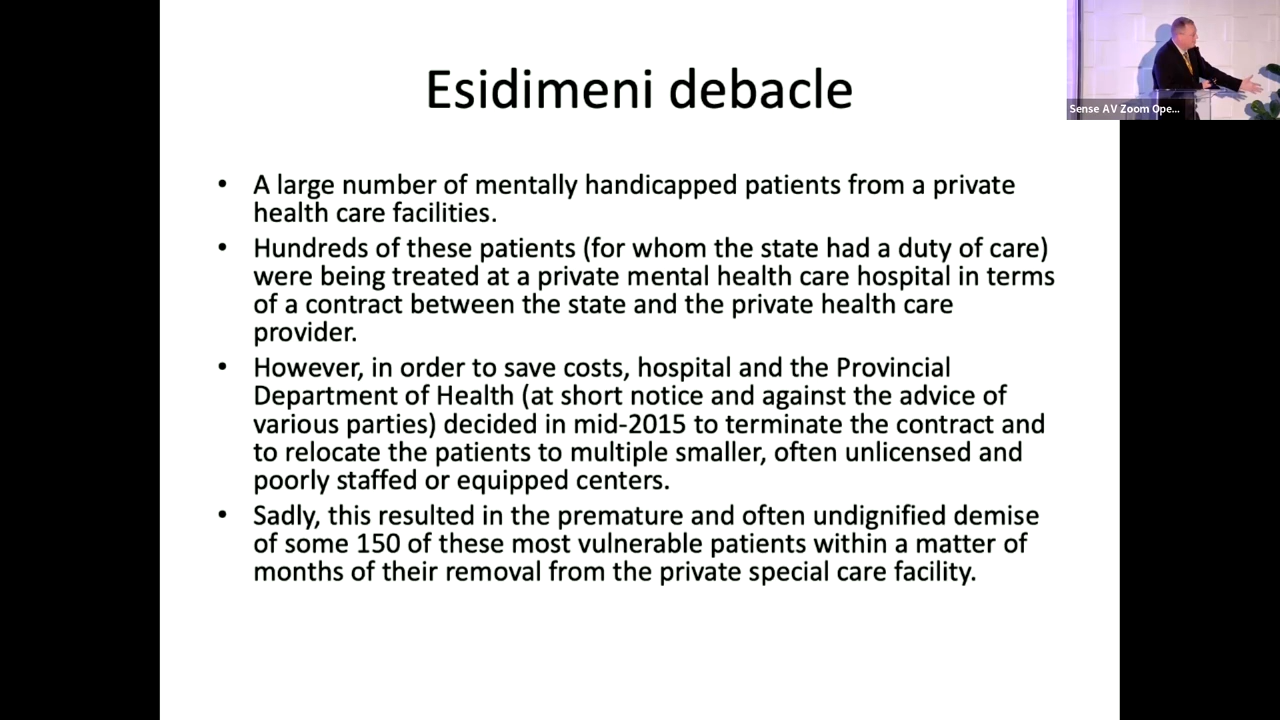 Esidimeni debacle
Sense AV Zoom Ope...
• A large number of mentally handicapped patients from a private
health care facilities.
• Hundreds of these patients (for whom the state had a duty of care)
were being treated at a private mental health care hospital in terms
of a contract between the state and the private health care
provider.
• However, in order to save costs, hospital and the Provincial
Department of Health (at short notice and against the advice of
various parties) decided in mid-2015 to terminate the contract and
to relocate the patients to multiple smaller, often unlicensed and
poorly staffed or equipped centers.
• Sadly, this resulted in the premature and often undignified demise
of some 150 of these most vulnerable patients within a matter of
months of their removal from the private special care facility.